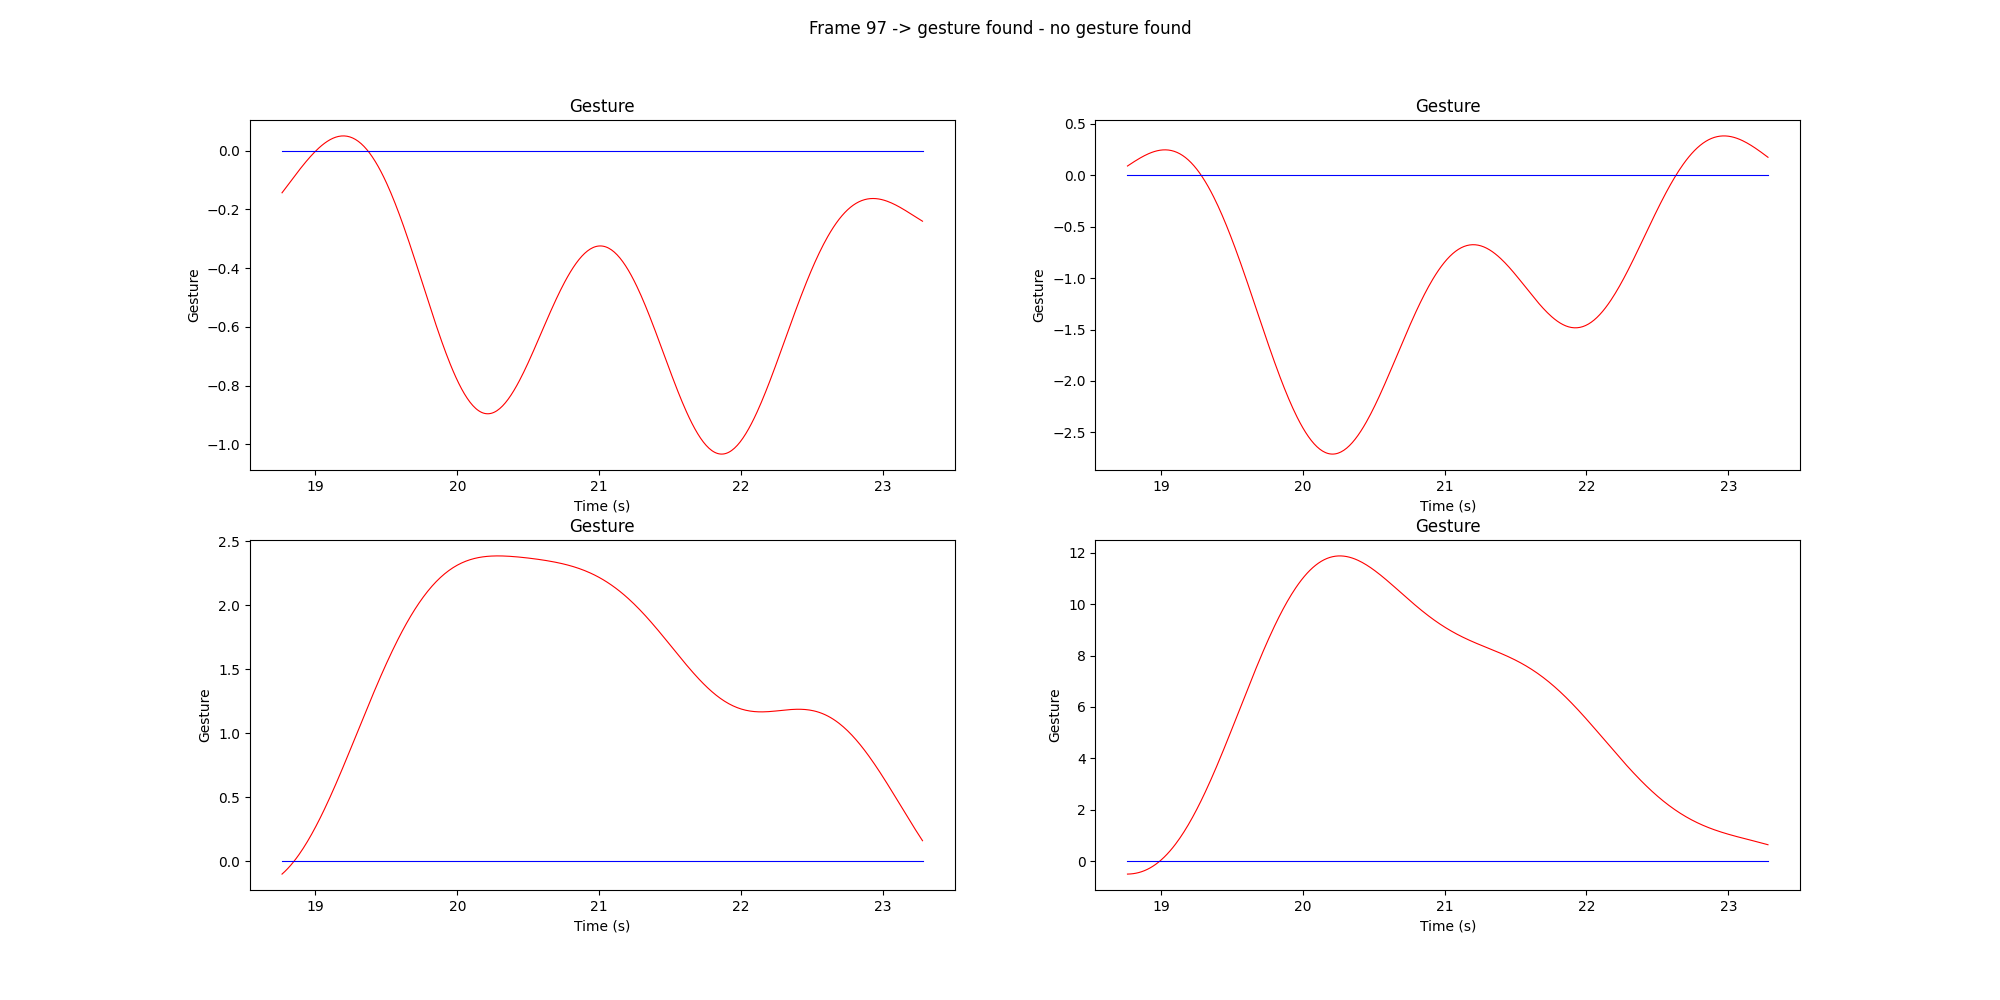 Frame 97 -> gesture found - no gesture found
Gesture
Gesture
0.0
−0.2
−0.4
−0.6
−0.8
−1.0
Gesture
19 20 21 22 23
Time (s)
0.5
0.0
−0.5
−1.0
−1.5
−2.0
−2.5
Gesture
19 20 21 22 23
Time (s)
Gesture
Gesture
2.5
2.0
1.5
1.0
0.5
0.0
Gesture
19 20 21 22 23
Time (s)
12
10
8
6
4
2
0
Gesture
19 20 21 22 23
Time (s)